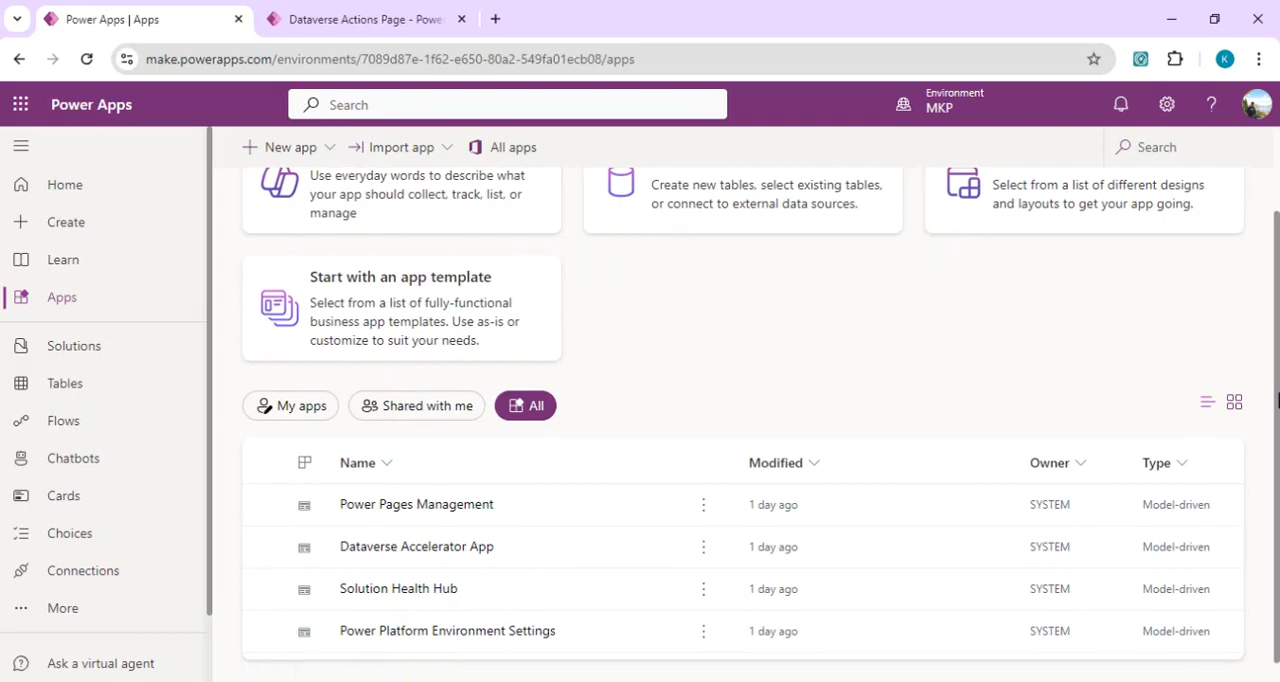 Power Apps | Apps
Dataverse Actions Page - Powe
make.powerapps.com/environments/7089d87e-1f62-e650-80a2-549fa01ecb08/apps
K
Power Apps
Search
Environment
MKP
New app
Import app
All apps
Search
Home
Create
Learn
Apps
Solutions
Tables
Flows
Chatbots
Cards
Choices
Connections
More
Ask a virtual agent
Use everyday words to describe what
your app should collect, track, list, or
manage
Create new tables, select existing tables,
or connect to external data sources.
Select from a list of different designs
and layouts to get your app going.
Start with an app template
Select from a list of fully-functional
business app templates. Use as-is or
customize to suit your needs.
My apps
Shared with me
All
Name Modified Owner Type
Power Pages Management 1 day ago SYSTEM Model-driven
Dataverse Accelerator App 1 day ago SYSTEM Model-driven
Solution Health Hub 1 day ago SYSTEM Model-driven
Power Platform Environment Settings 1 day ago SYSTEM Model-driven